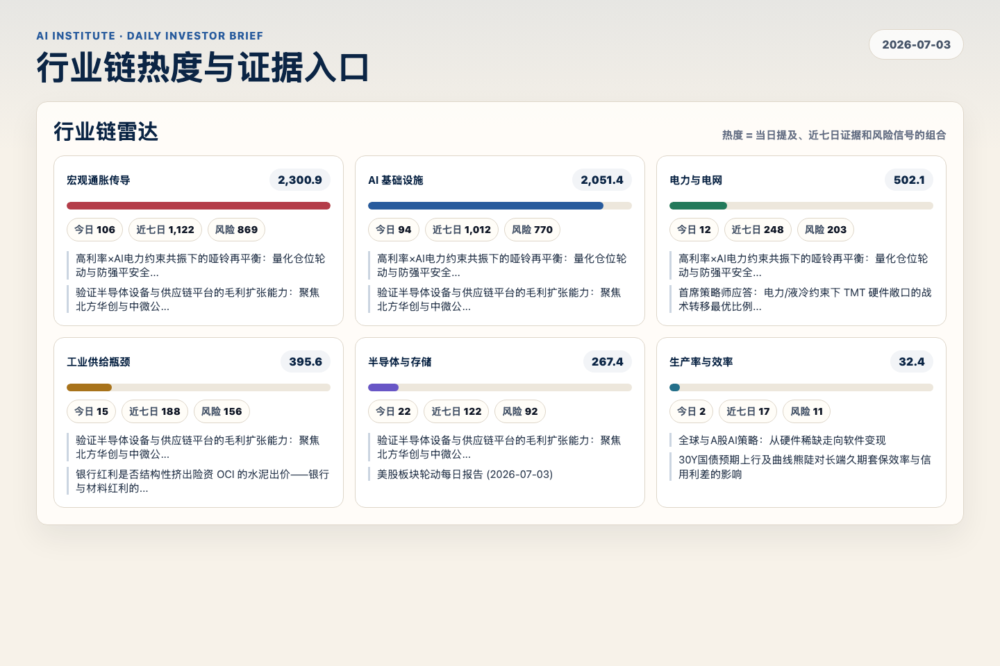 AI INSTITUTE · DAILY INVESTOR BRIEF
行业链热度与证据入口
2026-07-03
行业链雷达
热度 = 当日提及、近七日证据和风险信号的组合
宏观通胀传导
2,300.9
今日 106
近七日 1,122
风险 869
高利率×AI电力约束共振下的哑铃再平衡：量化仓位轮
动与防强平安全...
验证半导体设备与供应链平台的毛利扩张能力：聚焦
北方华创与中微公...
AI 基础设施
2,051.4
今日 94
近七日 1,012
风险 770
高利率×AI电力约束共振下的哑铃再平衡：量化仓位轮
动与防强平安全...
验证半导体设备与供应链平台的毛利扩张能力：聚焦
北方华创与中微公...
电力与电网
502.1
今日 12
近七日 248
风险 203
高利率×AI电力约束共振下的哑铃再平衡：量化仓位轮
动与防强平安全...
首席策略师应答：电力/液冷约束下 TMT 硬件敞口的战
术转移最优比例...
工业供给瓶颈
395.6
今日 15
近七日 188
风险 156
验证半导体设备与供应链平台的毛利扩张能力：聚焦
北方华创与中微公...
银行红利是否结构性挤出险资 OCI 的水泥出价——银行
与材料红利的...
半导体与存储
267.4
今日 22
近七日 122
风险 92
验证半导体设备与供应链平台的毛利扩张能力：聚焦
北方华创与中微公...
美股板块轮动每日报告 (2026-07-03)
生产率与效率
32.4
今日 2
近七日 17
风险 11
全球与A股AI策略：从硬件稀缺走向软件变现
30Y国债预期上行及曲线熊陡对长端久期套保效率与信
用利差的影响